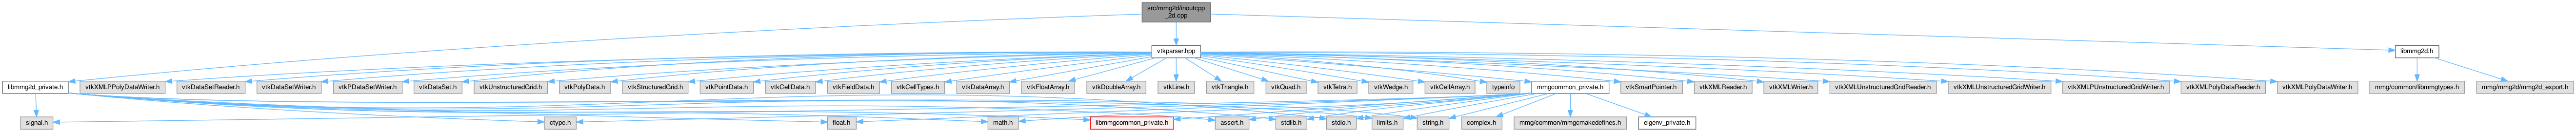 src/mmg2d/inoutcpp
_2d.cpp
vtkparser.hpp
libmmg2d.h
libmmg2d_private.h
vtkXMLPPolyDataWriter.h
vtkDataSetReader.h
vtkDataSetWriter.h
vtkPDataSetWriter.h
vtkDataSet.h
vtkUnstructuredGrid.h
vtkPolyData.h
vtkStructuredGrid.h
vtkPointData.h
vtkCellData.h
vtkFieldData.h
vtkCellTypes.h
vtkDataArray.h
vtkFloatArray.h
vtkDoubleArray.h
vtkLine.h
vtkTriangle.h
vtkQuad.h
vtkTetra.h
vtkWedge.h
vtkCellArray.h
typeinfo
mmgcommon_private.h
vtkSmartPointer.h
vtkXMLReader.h
vtkXMLWriter.h
vtkXMLUnstructuredGridReader.h
vtkXMLUnstructuredGridWriter.h
vtkXMLPUnstructuredGridWriter.h
vtkXMLPolyDataReader.h
vtkXMLPolyDataWriter.h
mmg/common/libmmgtypes.h
mmg/mmg2d/mmg2d_export.h
signal.h
ctype.h
float.h
math.h
libmmgcommon_private.h
assert.h
stdlib.h
stdio.h
limits.h
string.h
complex.h
mmg/common/mmgcmakedefines.h
eigenv_private.h